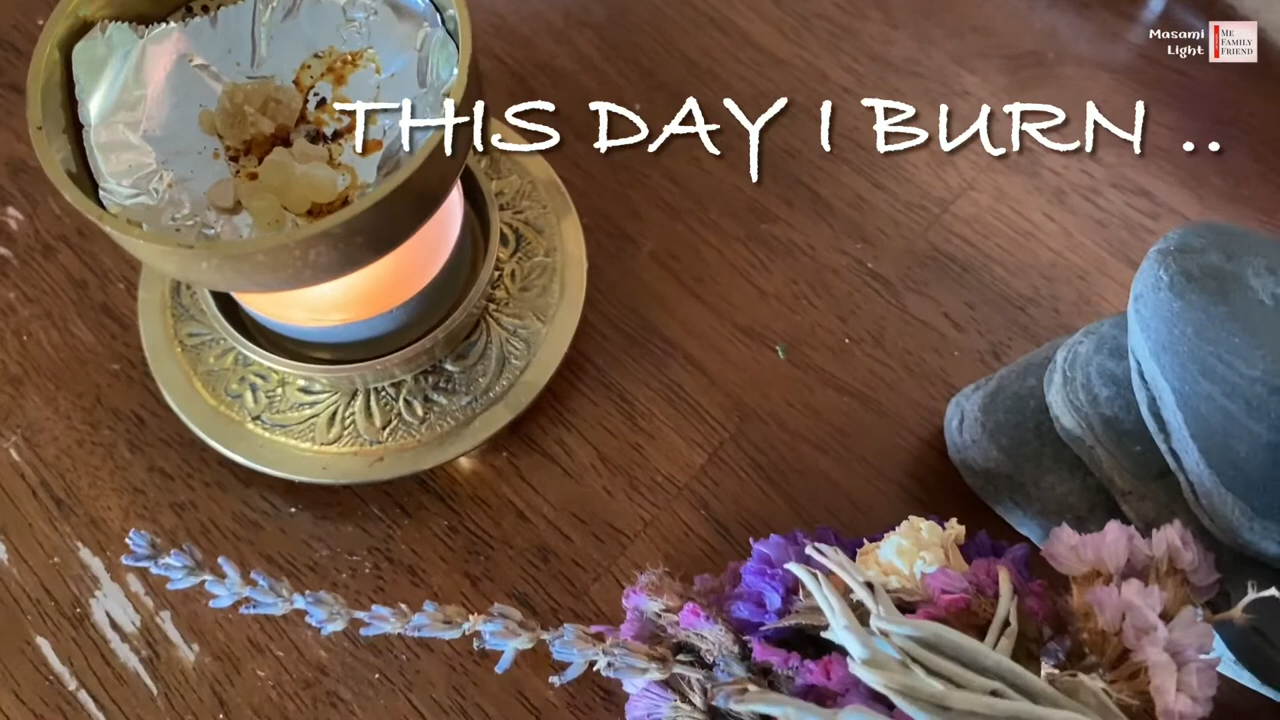 Masami
Light
ME
FAMILY
FRIEND
THIS DAY I BURN ..